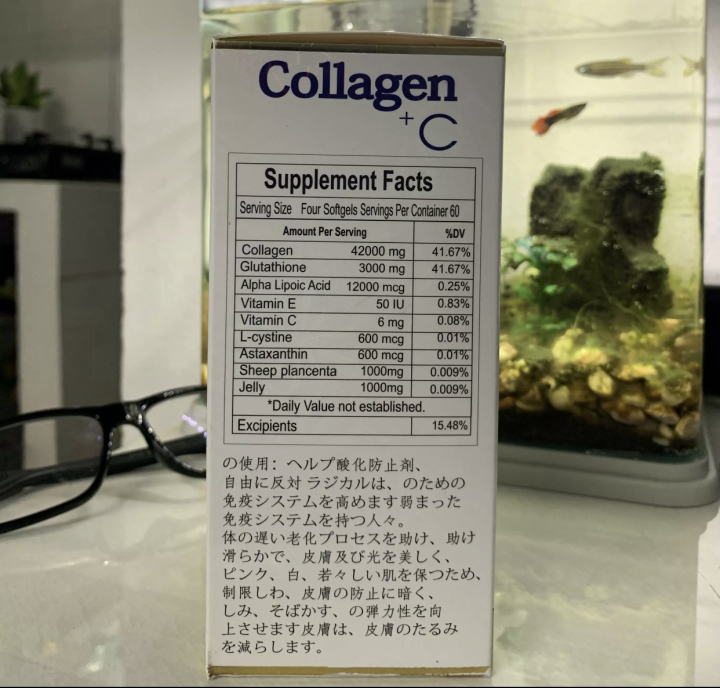 Collagen
+C
Supplement Facts
Serving Size Four Softgels Servings Per Container 60
Amount Per Serving %DV
Collagen 42000 mg 41.67%
Glutathione 3000 mg 41.67%
Alpha Lipoic Acid 12000 mcg 0.25%
Vitamin E 50 IU 0.83%
Vitamin C 6 mg 0.08%
L-cystine 600 mcg 0.01%
Astaxanthin 600 mcg 0.01%
Sheep plancenta 1000mg 0.009%
Jelly 1000mg 0.009%
*Daily Value not established.
Excipients 15.48%
の使用：ヘルプ酸化防止剤、
自由に反対 ラジカルは、のための
免疫システムを高めます弱まった
免疫システムを持つ人々。
体の遅い老化プロセスを助け、助け
滑らかで、皮膚及び光を美しく、
ピンク、白、若々しい肌を保つため、
制限しわ、皮膚の防止に暗く、
しみ、そばかす、の弾力性を向
上させます皮膚は、皮膚のたるみ
を減らします。